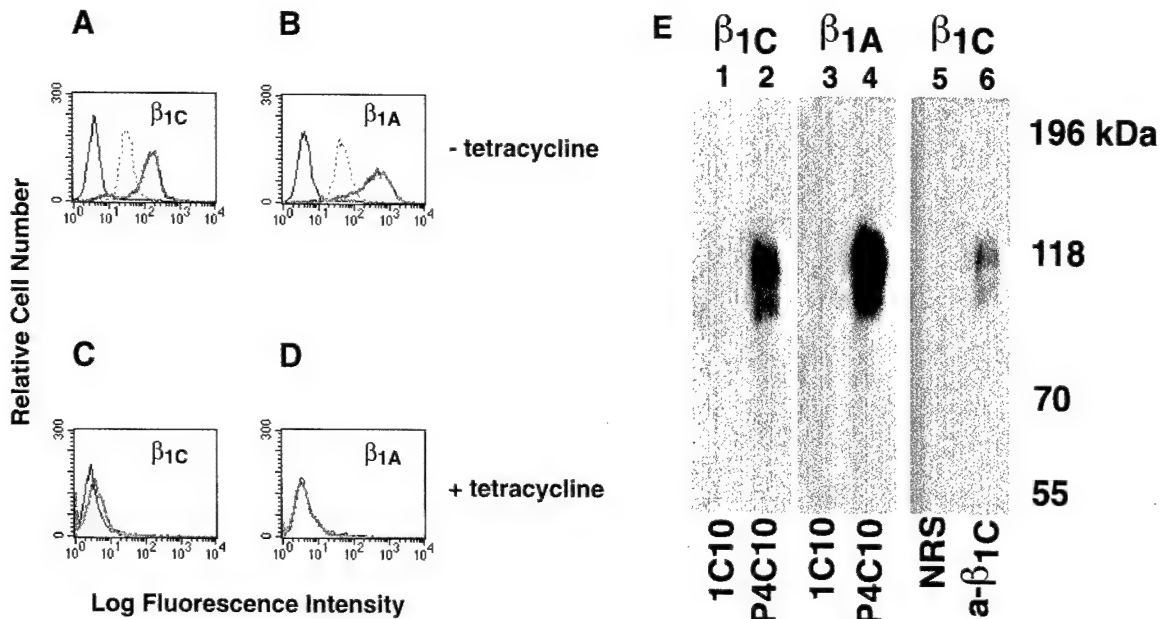 A
B
E
β1C
β1A
β1C
1 2
3 4
5 6
300
β1C
0
10^0 10^1 10^2 10^3 10^4
300
β1A
0
10^0 10^1 10^2 10^3 10^4
- tetracycline
196 kDa
118
70
55
Relative Cell Number
C
D
300
β1C
0
10^0 10^1 10^2 10^3 10^4
300
β1A
0
10^0 10^1 10^2 10^3 10^4
+ tetracycline
Log Fluorescence Intensity
1C10
P4C10
1C10
P4C10
NRS
a-β1C